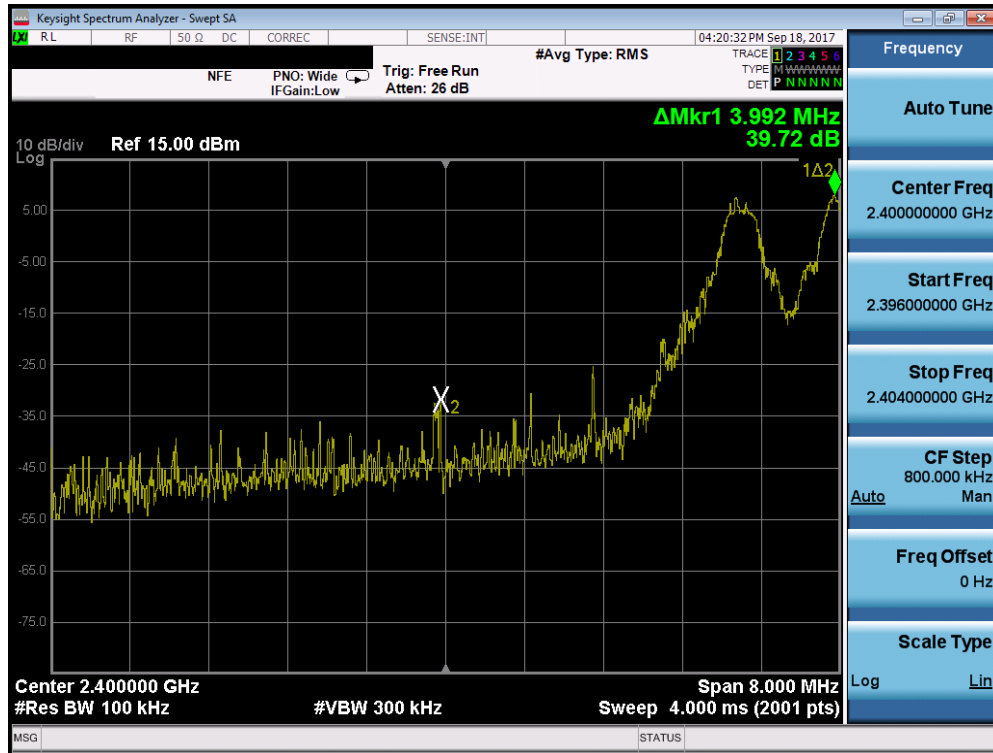 Keysight Spectrum Analyzer - Swept SA
LXI RL RF 50 Ω DC CORREC SENSE:INT 04:20:32 PM Sep 18, 2017
#Avg Type: RMS TRACE 1 2 3 4 5 6
NFE PNO: Wide Trig: Free Run TYPE M WWWWW
IFGain:Low Atten: 26 dB DET P N N N N N
ΔMkr1 3.992 MHz
39.72 dB
10 dB/div Ref 15.00 dBm
Log
1Δ2
5.00
-5.00
-15.0
-25.0
-35.0
2
-45.0
-55.0
-65.0
-75.0
Center 2.400000 GHz Span 8.000 MHz
#Res BW 100 kHz #VBW 300 kHz Sweep 4.000 ms (2001 pts)
MSG STATUS
Frequency
Auto Tune
Center Freq
2.400000000 GHz
Start Freq
2.396000000 GHz
Stop Freq
2.404000000 GHz
CF Step
800.000 kHz
Auto Man
Freq Offset
0 Hz
Scale Type
Log Lin